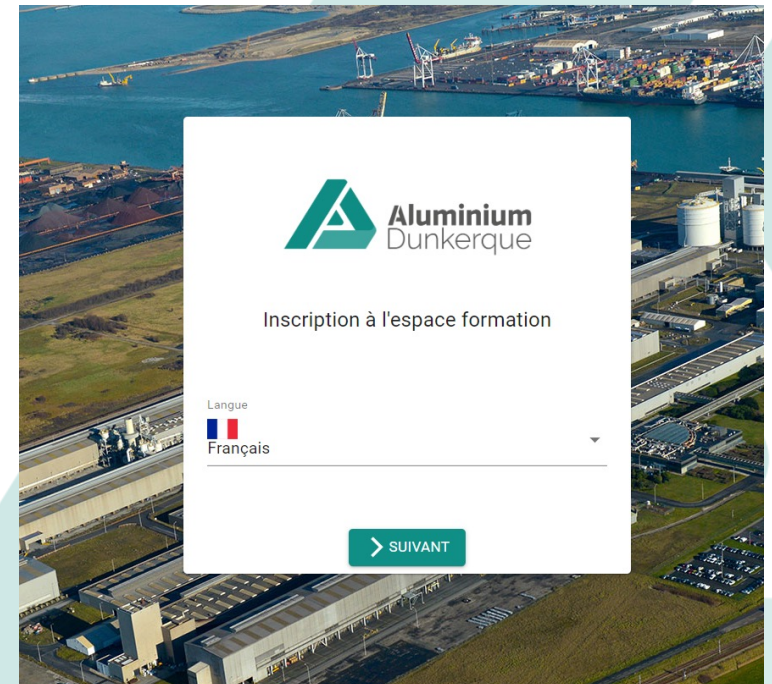 Aluminium
Dunkerque
Inscription à l'espace formation
Langue
Français
SUIVANT